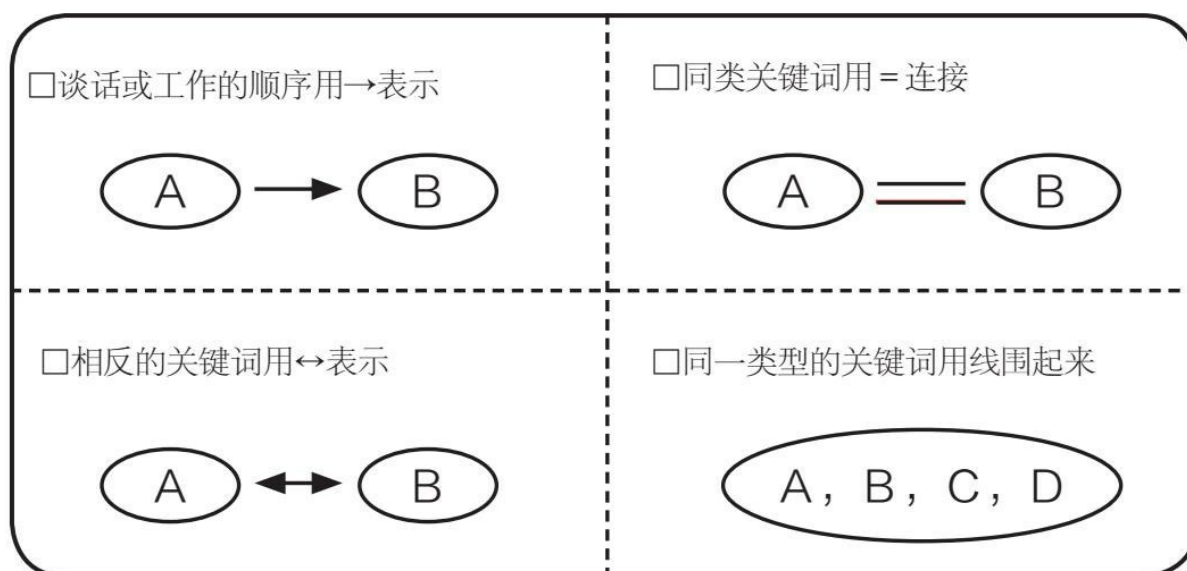 □谈话或工作的顺序用→表示
A → B
□同类关键词用=连接
A = B
□相反的关键词用↔表示
A ↔ B
□同一类型的关键词用线围起来
A，B，C，D